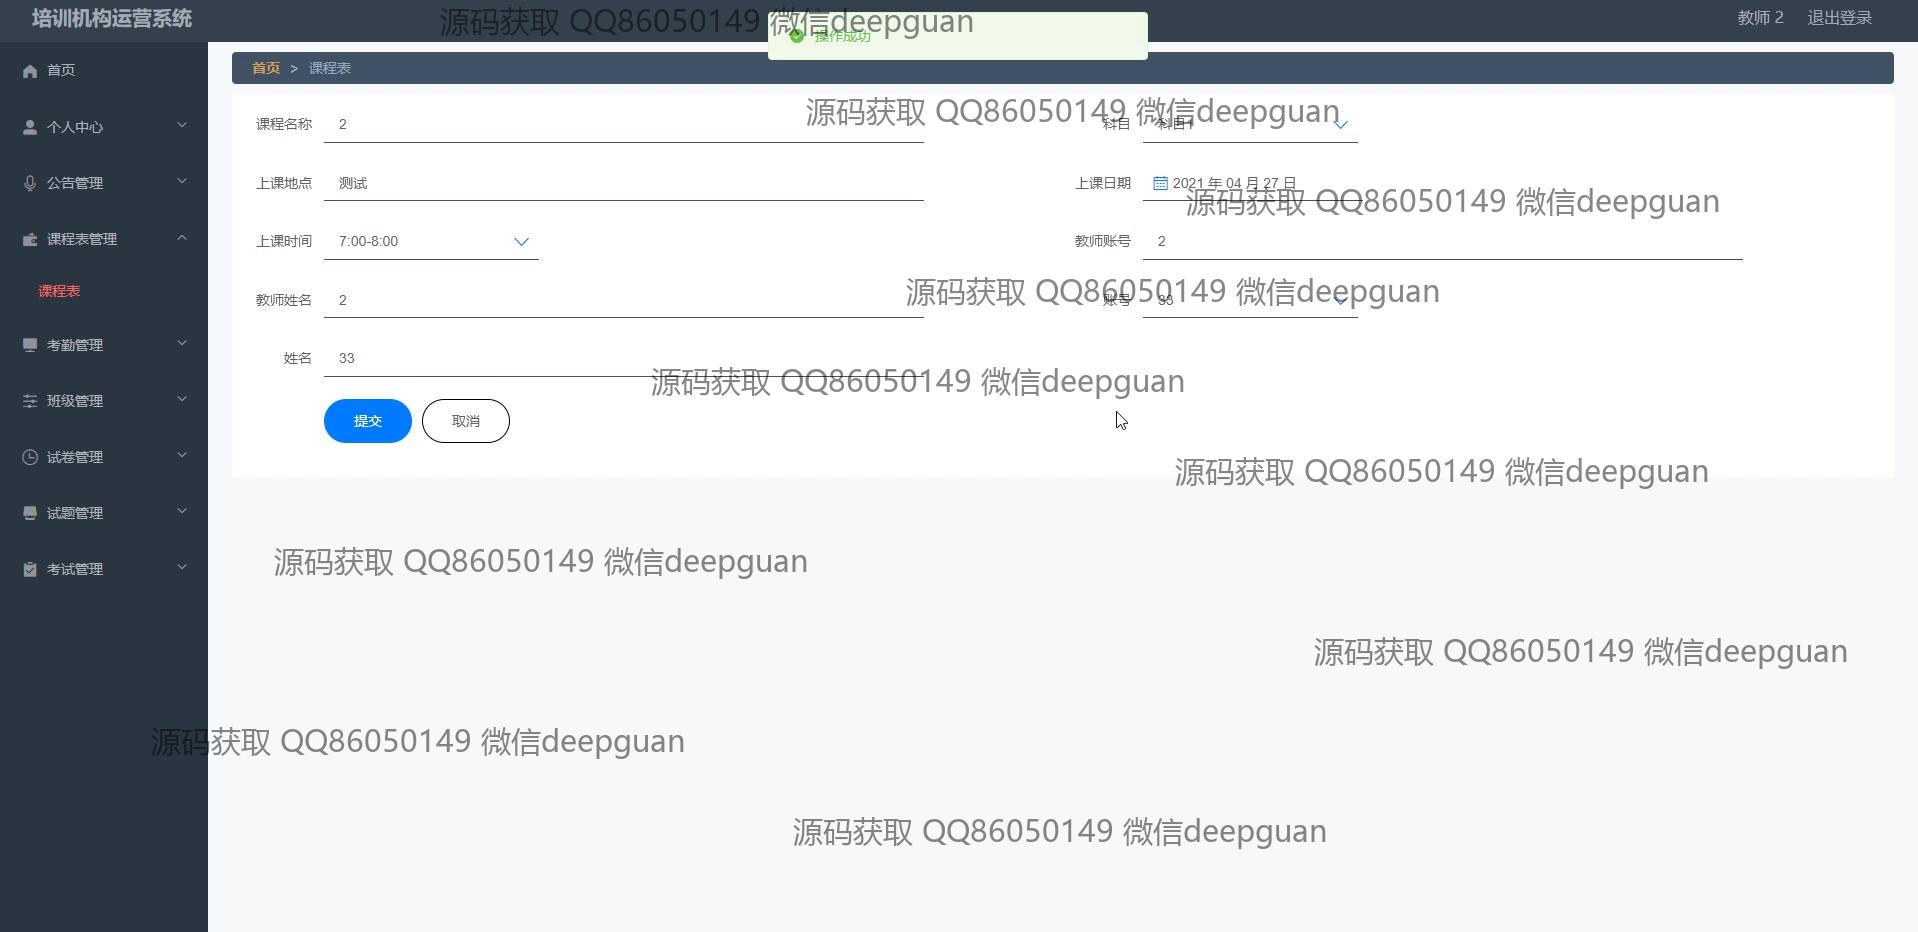 培训机构运营系统
教师 2
退出登录
源码获取 QQ86050149 微信deepguan
操作成功
首页 > 课程表
首页
个人中心
公告管理
课程表管理
课程表
考勤管理
班级管理
试卷管理
试题管理
考试管理
源码获取 QQ86050149 微信deepguan
课程名称 2
科目 科目1
上课地点 测试
上课日期 2021 年 04 月 27 日
源码获取 QQ86050149 微信deepguan
上课时间 7:00-8:00
教师账号 2
源码获取 QQ86050149 微信deepguan
教师姓名 2
账号 33
姓名 33
源码获取 QQ86050149 微信deepguan
提交
取消
源码获取 QQ86050149 微信deepguan
源码获取 QQ86050149 微信deepguan
源码获取 QQ86050149 微信deepguan
源码获取 QQ86050149 微信deepguan
源码获取 QQ86050149 微信deepguan